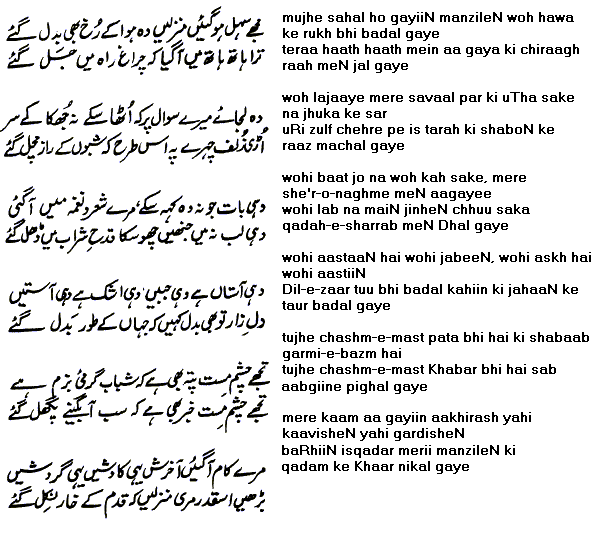 مجھے سہل ہو گئیں منزلیں وہ ہوا کے رُخ بھی بدل گئے
ترا ہاتھ ہاتھ میں آ گیا کہ چراغ راہ میں جل گئے
وہ لجائے میرے سوال پر کہ اُٹھا سکے نہ جھکا کے سر
اُڑی زُلف چہرے پہ اس طرح کہ شبوں کے راز مچل گئے
وہی بات جو نہ وہ کہہ سکے، مرے شعر و نغمہ میں آ گئی
وہی لب نہ میں جنھیں چھو سکا قدحِ شراب میں ڈھل گئے
وہی آستاں ہے وہی جبیں وہی اشک ہے وہی آستیں
دلِ زار تو بھی بدل کہیں کہ جہاں کے طور بدل گئے
تجھے چشمِ مست پتہ بھی ہے کہ شباب گرمیٔ بزم ہے
تجھے چشمِ مست خبر بھی ہے کہ سب آبگینے پگھل گئے
مرے کام آ گئیں آخرش یہی کاوشیں یہی گردشیں
بڑھیں اسقدر مری منزلیں کہ قدم کے خار نکل گئے
mujhe sahal ho gayiiN manzileN woh hawa
ke rukh bhi badal gaye
teraa haath haath mein aa gaya ki chiraagh
raah meN jal gaye
woh lajaaye mere savaal par ki uTha sake
na jhuka ke sar
uRi zulf chehre pe is tarah ki shaboN ke
raaz machal gaye
wohi baat jo na woh kah sake, mere
she'r-o-naghme meN aagayee
wohi lab na maiN jinheN chhuu saka
qadah-e-sharrab meN Dhal gaye
wohi aastaaN hai wohi jabeeN, wohi askh hai
wohi aastiiN
Dil-e-zaar tuu bhi badal kahiin ki jahaaN ke
taur badal gaye
tujhe chashm-e-mast pata bhi hai ki shabaab
garmi-e-bazm hai
tujhe chashm-e-mast Khabar bhi hai sab
aabgiine pighal gaye
mere kaam aa gayiin aakhirash yahi
kaavisheN yahi gardisheN
baRhiiN isqadar merii manzileN ki
qadam ke Khaar nikal gaye